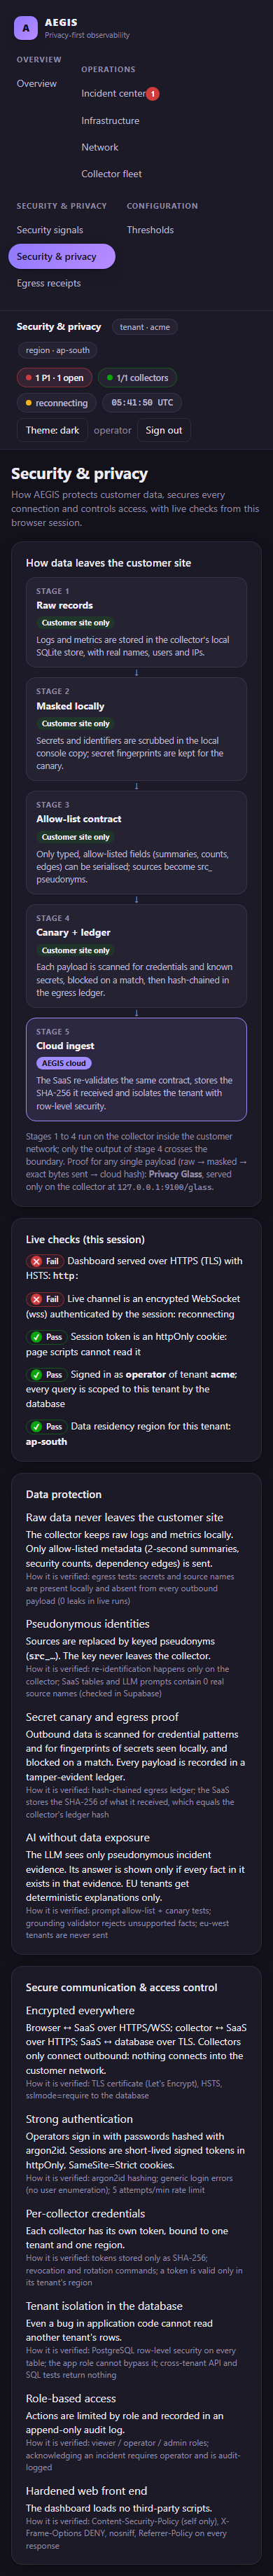 A
AEGIS
Privacy-first observability
OVERVIEW
Overview
OPERATIONS
Incident center 1
Infrastructure
Network
Collector fleet
SECURITY & PRIVACY
Security signals
Security & privacy
Egress receipts
CONFIGURATION
Thresholds
Security & privacy
tenant · acme
region · ap-south
1 P1 · 1 open
1/1 collectors
reconnecting
05:41:50 UTC
Theme: dark
operator
Sign out
Security & privacy
How AEGIS protects customer data, secures every
connection and controls access, with live checks from this
browser session.
How data leaves the customer site
STAGE 1
Raw records
Customer site only
Logs and metrics are stored in the collector's local
SQLite store, with real names, users and IPs.
↓
STAGE 2
Masked locally
Customer site only
Secrets and identifiers are scrubbed in the local
console copy; secret fingerprints are kept for the
canary.
↓
STAGE 3
Allow-list contract
Customer site only
Only typed, allow-listed fields (summaries, counts,
edges) can be serialised; sources become src_
pseudonyms.
↓
STAGE 4
Canary + ledger
Customer site only
Each payload is scanned for credentials and known
secrets, blocked on a match, then hash-chained in
the egress ledger.
↓
STAGE 5
Cloud ingest
AEGIS cloud
The SaaS re-validates the same contract, stores the
SHA-256 it received and isolates the tenant with
row-level security.
Stages 1 to 4 run on the collector inside the customer
network; only the output of stage 4 crosses the
boundary. Proof for any single payload (raw → masked →
exact bytes sent → cloud hash): Privacy Glass, served
only on the collector at 127.0.0.1:9100/glass.
Live checks (this session)
Fail Dashboard served over HTTPS (TLS) with
HSTS: http:
Fail Live channel is an encrypted WebSocket
(wss) authenticated by the session: reconnecting
Pass Session token is an httpOnly cookie:
page scripts cannot read it
Pass Signed in as operator of tenant acme;
every query is scoped to this tenant by the
database
Pass Data residency region for this tenant:
ap-south
Data protection
Raw data never leaves the customer site
The collector keeps raw logs and metrics locally.
Only allow-listed metadata (2-second summaries,
security counts, dependency edges) is sent.
How it is verified: egress tests: secrets and source names
are present locally and absent from every outbound
payload (0 leaks in live runs)
Pseudonymous identities
Sources are replaced by keyed pseudonyms
(src_…). The key never leaves the collector.
How it is verified: re-identification happens only on the
collector; SaaS tables and LLM prompts contain 0 real
source names (checked in Supabase)
Secret canary and egress proof
Outbound data is scanned for credential patterns
and for fingerprints of secrets seen locally, and
blocked on a match. Every payload is recorded in a
tamper-evident ledger.
How it is verified: hash-chained egress ledger; the SaaS
stores the SHA-256 of what it received, which equals the
collector's ledger hash
AI without data exposure
The LLM sees only pseudonymous incident
evidence. Its answer is shown only if every fact in it
exists in that evidence. EU tenants get
deterministic explanations only.
How it is verified: prompt allow-list + canary tests;
grounding validator rejects unsupported facts; eu-west
tenants are never sent
Secure communication & access control
Encrypted everywhere
Browser ↔ SaaS over HTTPS/WSS; collector ↔ SaaS
over HTTPS; SaaS ↔ database over TLS. Collectors
only connect outbound: nothing connects into the
customer network.
How it is verified: TLS certificate (Let's Encrypt), HSTS,
sslmode=require to the database
Strong authentication
Operators sign in with passwords hashed with
argon2id. Sessions are short-lived signed tokens in
httpOnly, SameSite=Strict cookies.
How it is verified: argon2id hashing; generic login errors
(no user enumeration); 5 attempts/min rate limit
Per-collector credentials
Each collector has its own token, bound to one
tenant and one region.
How it is verified: tokens stored only as SHA-256;
revocation and rotation commands; a token is valid only in
its tenant's region
Tenant isolation in the database
Even a bug in application code cannot read
another tenant's rows.
How it is verified: PostgreSQL row-level security on every
table; the app role cannot bypass it; cross-tenant API and
SQL tests return nothing
Role-based access
Actions are limited by role and recorded in an
append-only audit log.
How it is verified: viewer / operator / admin roles;
acknowledging an incident requires operator and is audit-
logged
Hardened web front end
The dashboard loads no third-party scripts.
How it is verified: Content-Security-Policy (self only), X-
Frame-Options DENY, nosniff, Referrer-Policy on every
response